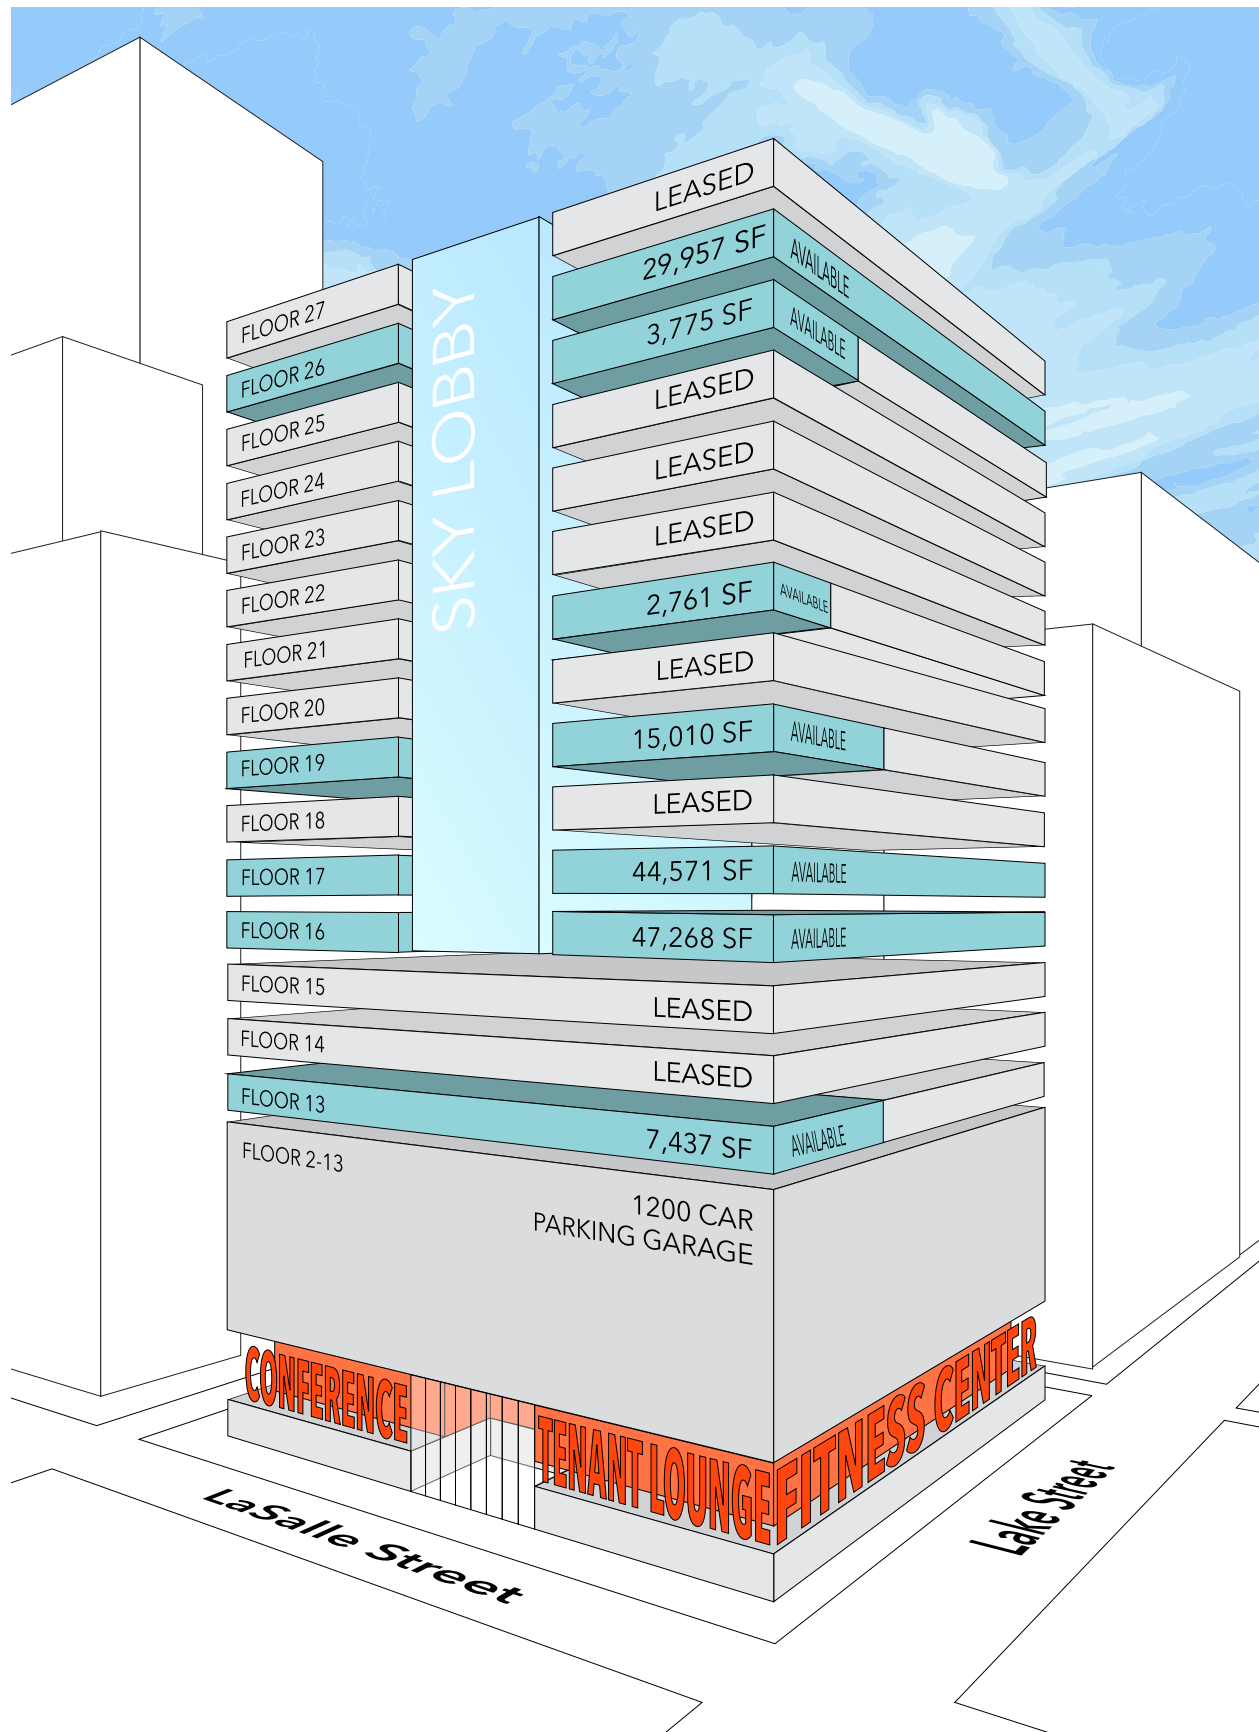 LEASED
29,957 SF
AVAILABLE
FLOOR 27
3,775 SF
AVAILABLE
FLOOR 26
LEASED
FLOOR 25
SKY LOBBY
LEASED
FLOOR 24
LEASED
FLOOR 23
2,761 SF
AVAILABLE
FLOOR 22
LEASED
FLOOR 21
FLOOR 20
15,010 SF
AVAILABLE
FLOOR 19
LEASED
FLOOR 18
44,571 SF
AVAILABLE
FLOOR 17
47,268 SF
AVAILABLE
FLOOR 16
FLOOR 15
LEASED
FLOOR 14
LEASED
FLOOR 13
7,437 SF
AVAILABLE
FLOOR 2-13
1200 CAR
PARKING GARAGE
CONFERENCE
TENANT LOUNGE
FITNESS CENTER
LaSalle Street
Lake Street